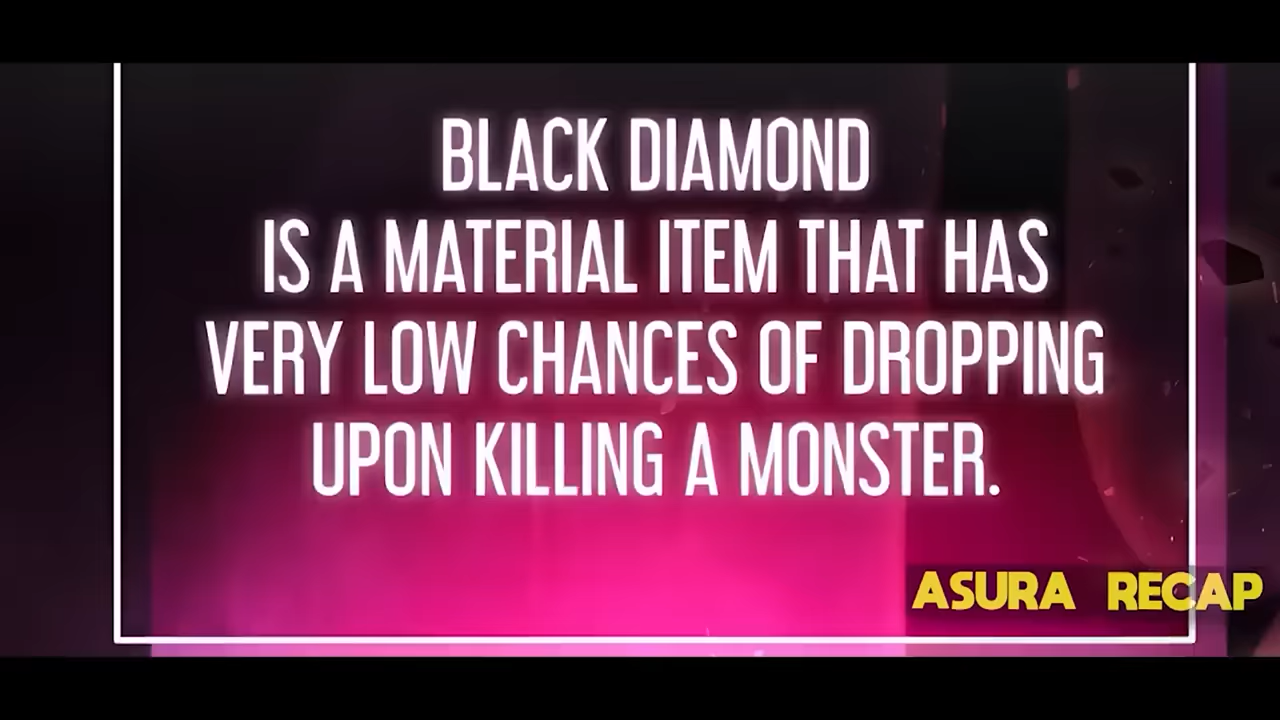 BLACK DIAMOND
IS A MATERIAL ITEM THAT HAS
VERY LOW CHANCES OF DROPPING
UPON KILLING A MONSTER.
ASURA RECAP